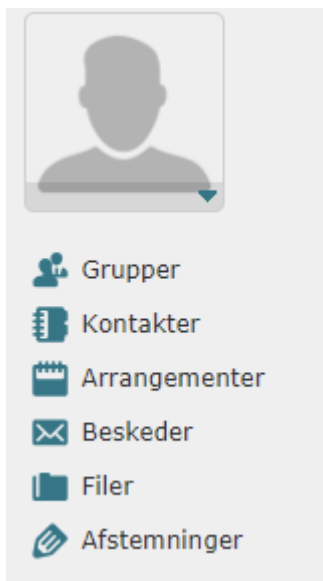 Grupper
Kontakter
Arrangementer
Beskeder
Filer
Afstemninger